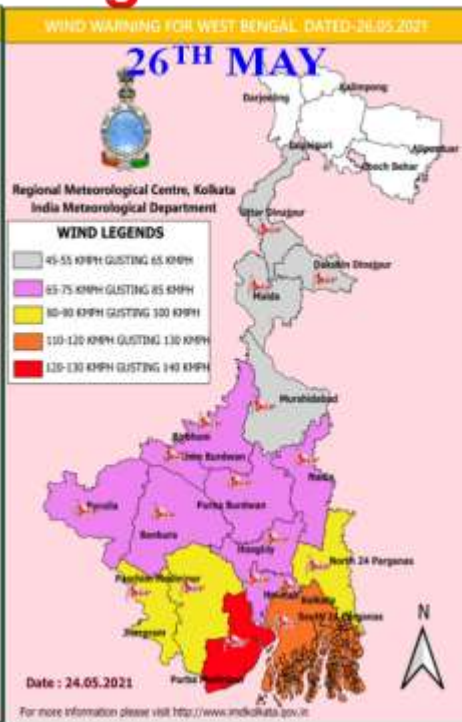 WIND WARNING FOR WEST BENGAL DATED-26.05.2021
26TH MAY
Kalimpong
Darjeeling
Jalpaiguri
Alipurduar
Cooch Behar
Regional Meteorological Centre, Kolkata
India Meteorological Department
Uttar Dinajpur
WIND LEGENDS
45-55 KMPH GUSTING 65 KMPH
Dakshin Dinajpur
65-75 KMPH GUSTING 85 KMPH
Malda
80-90 KMPH GUSTING 100 KMPH
110-120 KMPH GUSTING 130 KMPH
120-130 KMPH GUSTING 140 KMPH
Murshidabad
Birbhum
Nadia
Purulia
Purba Burdwan
Bankura
Hooghly
North 24 Parganas
Paschim Medinipur
Howrah
Kolkata
South 24 Parganas
Jhargram
N
Purba Medinipur
Date : 24.05.2021
For more information please visit http://www.imdkolkata.gov.in